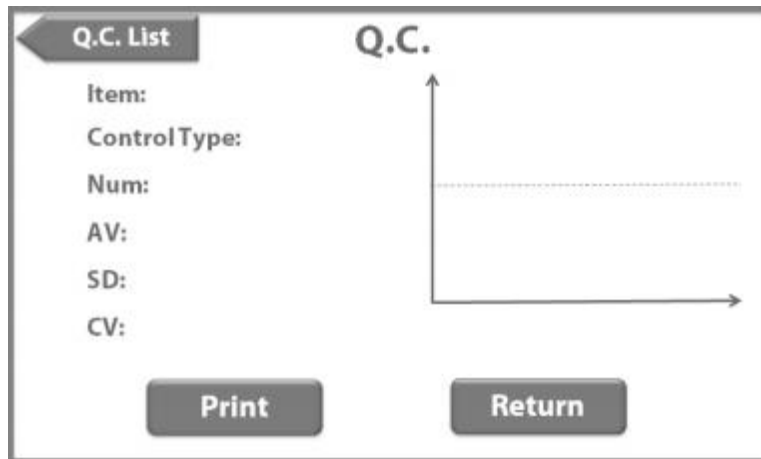 Q.C. List
Q.C.
Item:
Control Type:
Num:
AV:
SD:
CV:
Print
Return